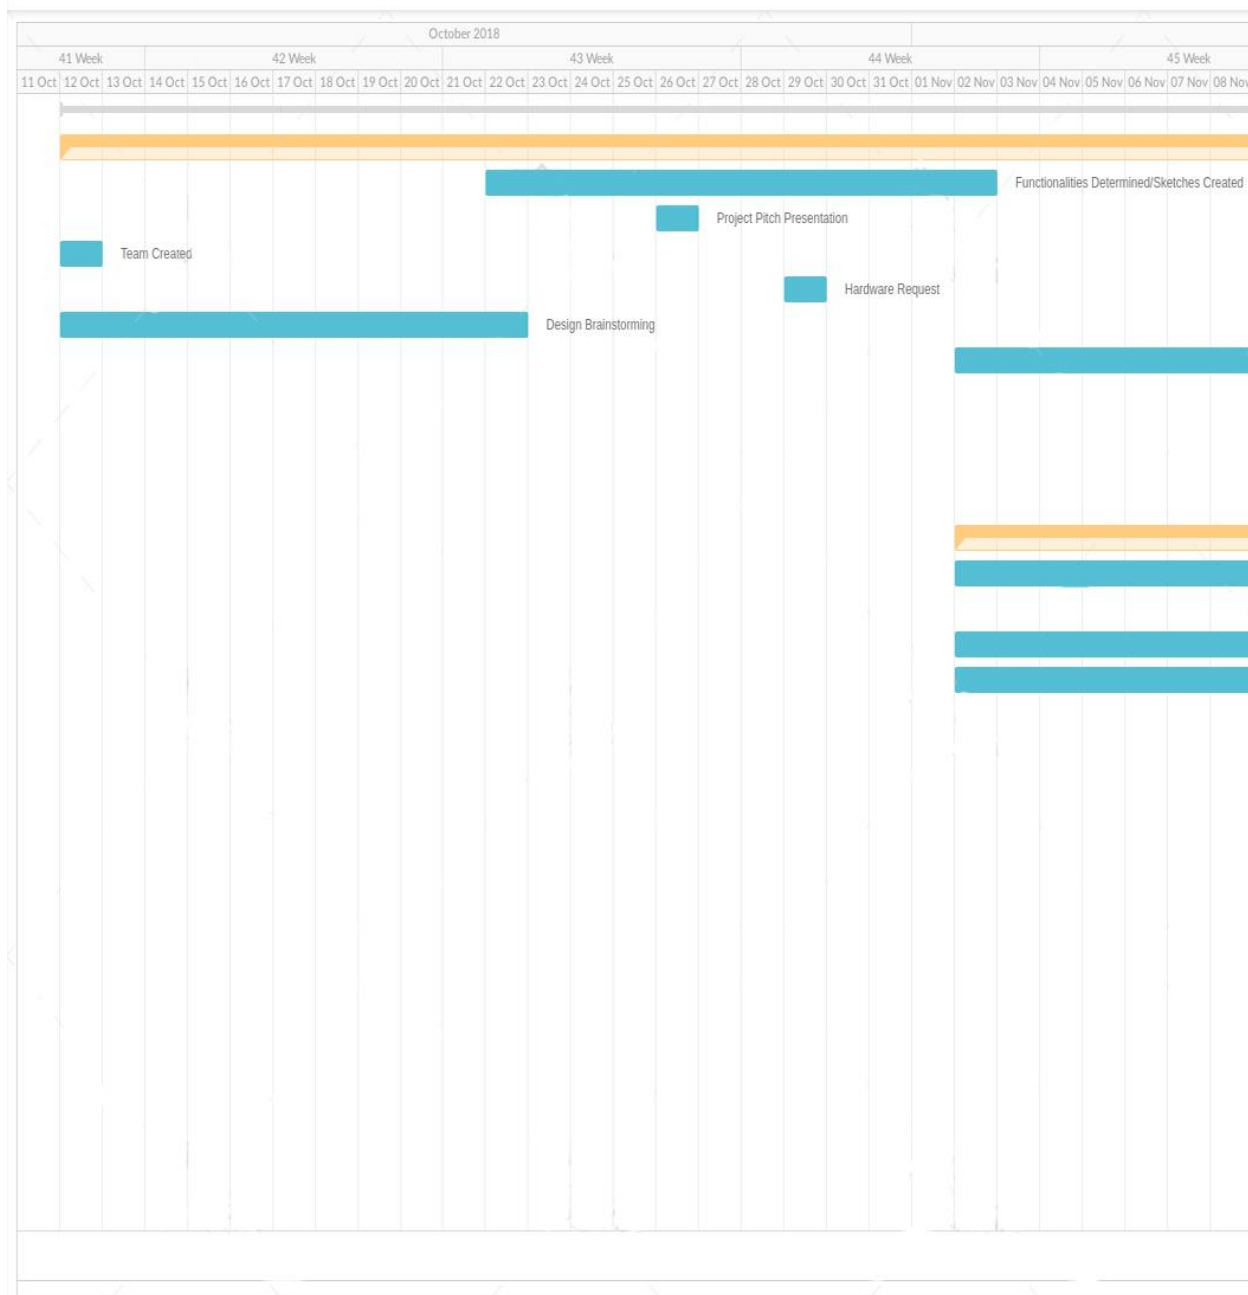 October 2018
41 Week 42 Week 43 Week 44 Week 45 Week
11 Oct 12 Oct 13 Oct 14 Oct 15 Oct 16 Oct 17 Oct 18 Oct 19 Oct 20 Oct 21 Oct 22 Oct 23 Oct 24 Oct 25 Oct 26 Oct 27 Oct 28 Oct 29 Oct 30 Oct 31 Oct 01 Nov 02 Nov 03 Nov 04 Nov 05 Nov 06 Nov 07 Nov 08 Nov
Functionalities Determined/Sketches Created
Project Pitch Presentation
Team Created
Hardware Request
Design Brainstorming